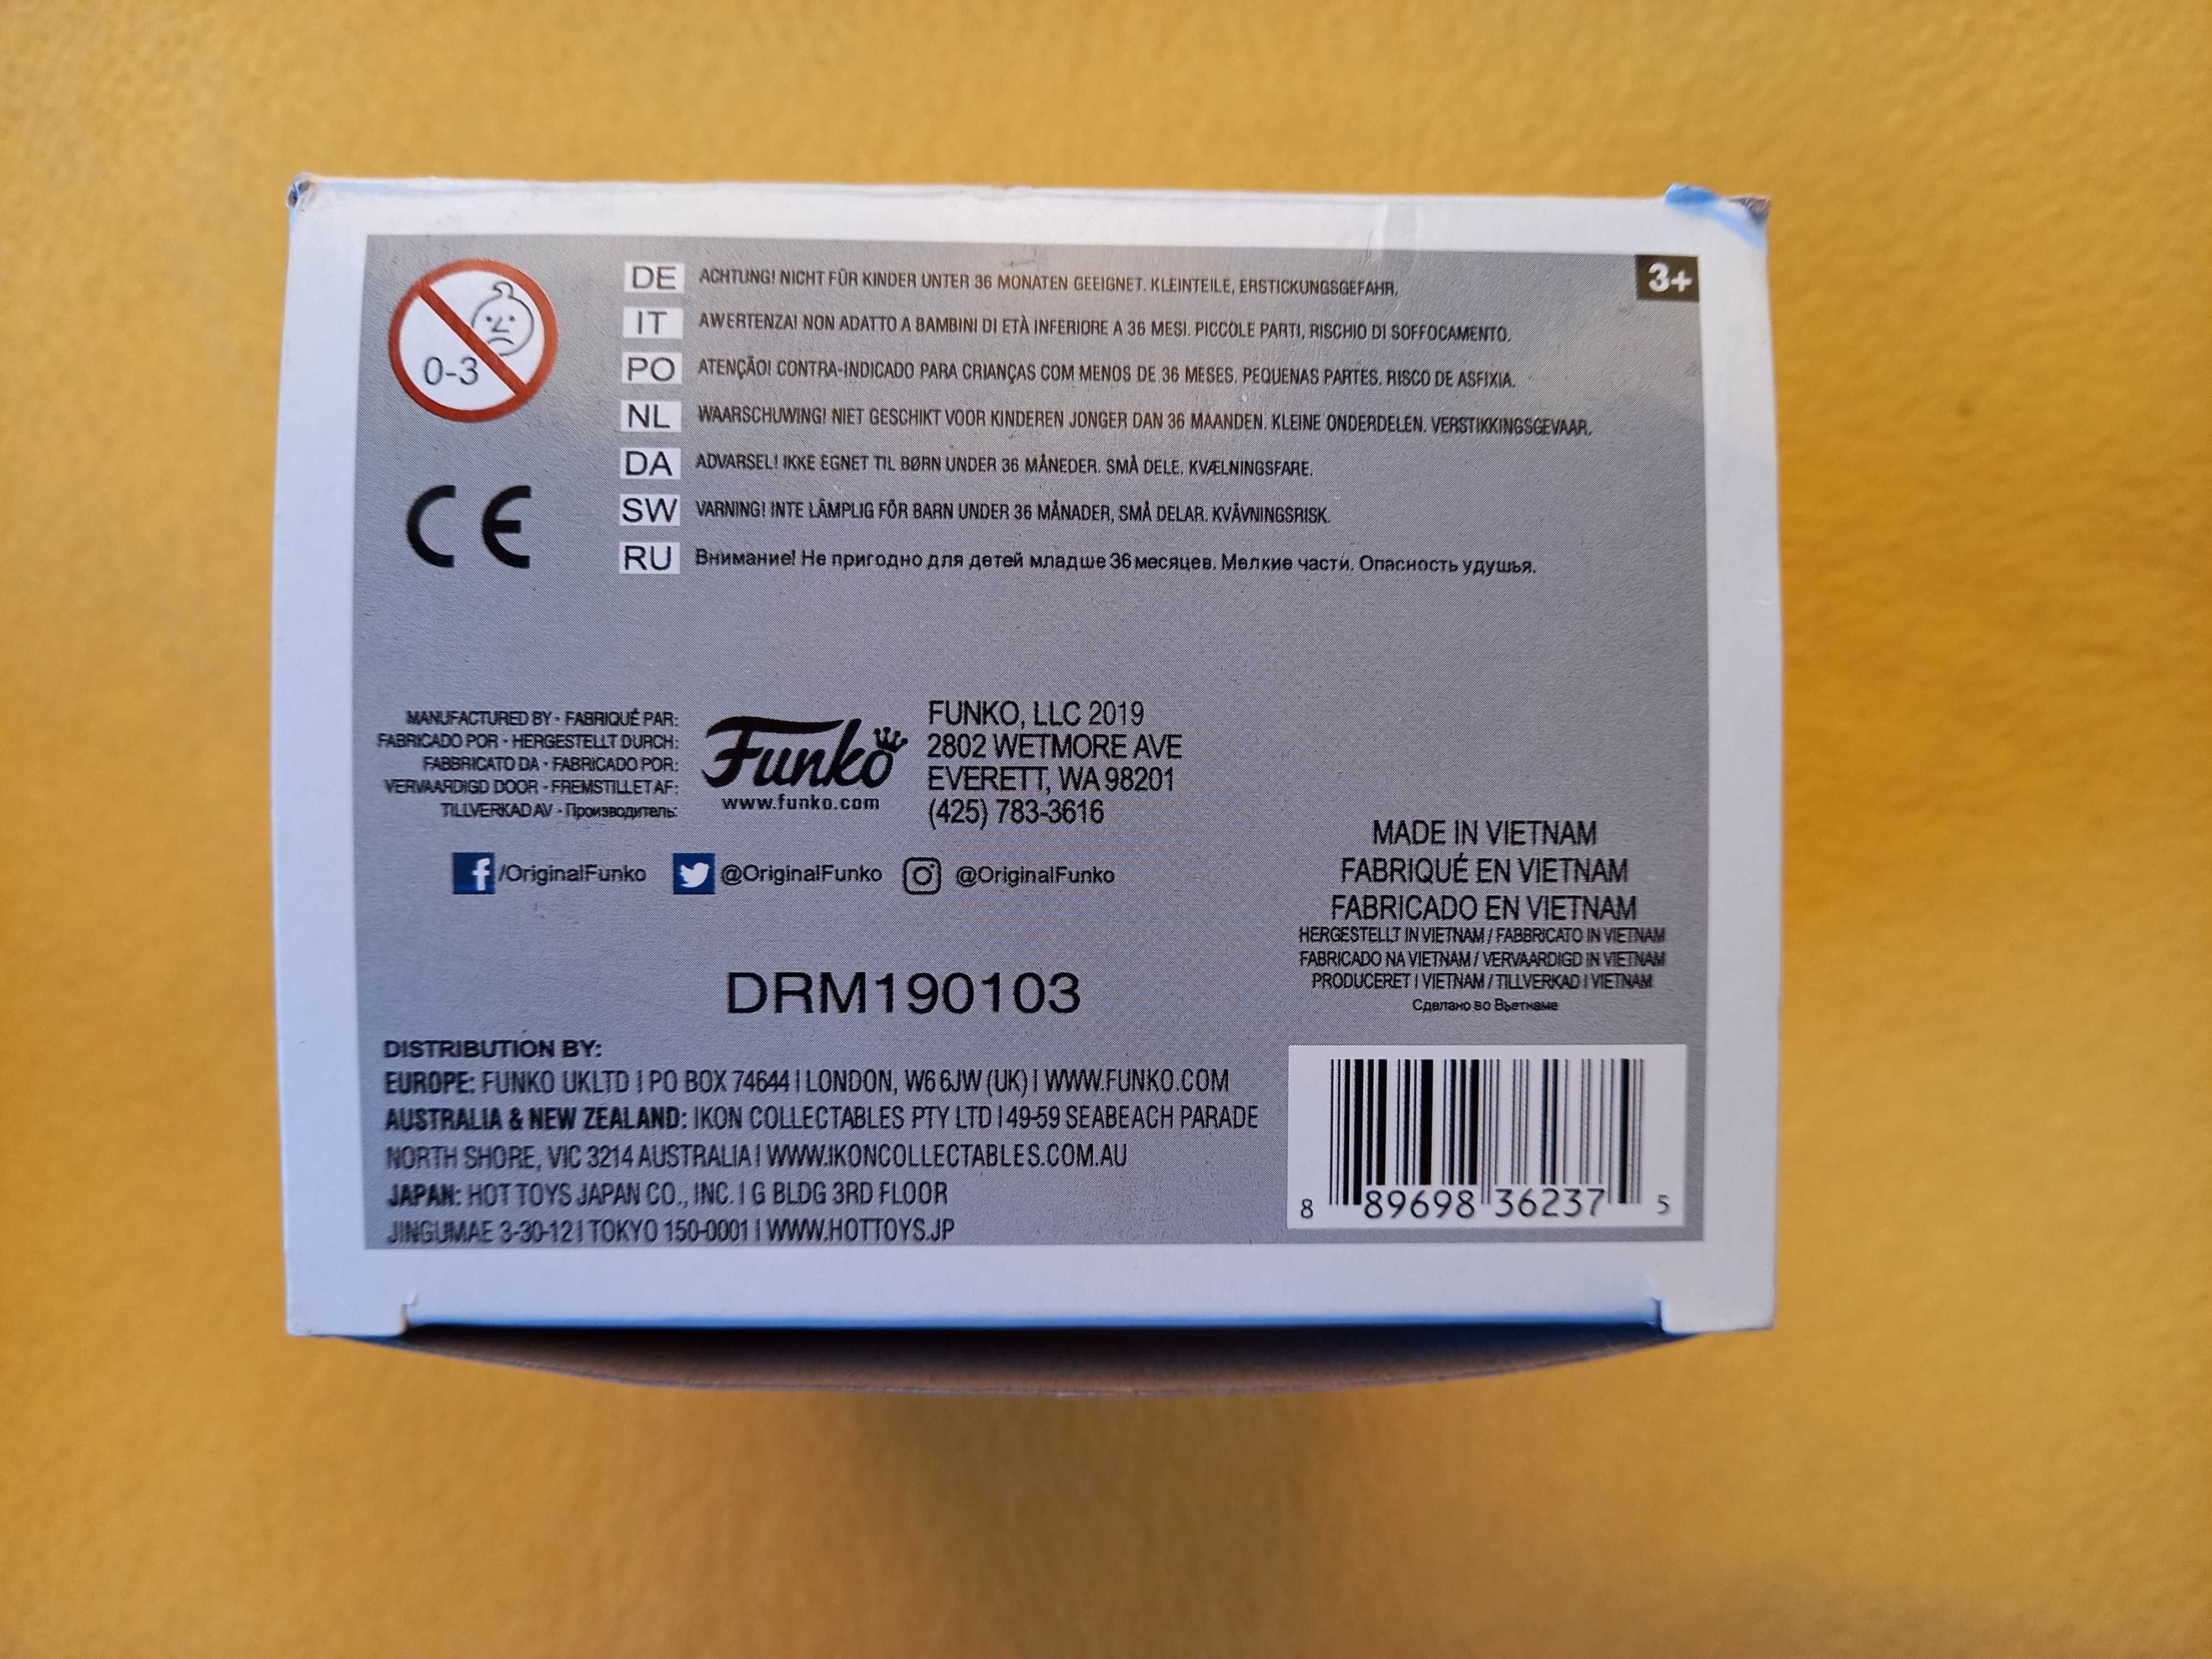 0-3
DE ACHTUNG! NICHT FÜR KINDER UNTER 36 MONATEN GEEIGNET. KLEINTEILE, ERSTICKUNGSGEFAHR.
3+
IT AWERTENZA! NON ADATTO A BAMBINI DI ETÀ INFERIORE A 36 MESI. PICCOLE PARTI, RISCHIO DI SOFFOCAMENTO.
PO ATENÇÃO! CONTRA-INDICADO PARA CRIANÇAS COM MENOS DE 36 MESES. PEQUENAS PARTES. RISCO DE ASFIXIA.
NL WAARSCHUWING! NIET GESCHIKT VOOR KINDEREN JONGER DAN 36 MAANDEN. KLEINE ONDERDELEN. VERSTIKKINGSGEVAAR.
DA ADVARSEL! IKKE EGNET TIL BØRN UNDER 36 MÅNEDER. SMÅ DELE. KVÆLNINGSFARE.
CE
SW VARNING! INTE LÄMPLIG FÖR BARN UNDER 36 MÅNADER, SMÅ DELAR. KVÄVNINGSRISK.
RU Внимание! Не пригодно для детей младше 36 месяцев. Мелкие части. Опасность удушья.
MANUFACTURED BY · FABRIQUÉ PAR:
FABRICADO POR · HERGESTELLT DURCH:
FABBRICATO DA · FABRICADO POR:
VERVAARDIGD DOOR · FREMSTILLET AF:
TILLVERKAD AV · Производитель:
Funko
www.funko.com
FUNKO, LLC 2019
2802 WETMORE AVE
EVERETT, WA 98201
(425) 783-3616
f /OriginalFunko @OriginalFunko @OriginalFunko
MADE IN VIETNAM
FABRIQUÉ EN VIETNAM
FABRICADO EN VIETNAM
HERGESTELLT IN VIETNAM / FABBRICATO IN VIETNAM
FABRICADO NA VIETNAM / VERVAARDIGD IN VIETNAM
PRODUCERET I VIETNAM / TILLVERKAD I VIETNAM
Сделано во Вьетнаме
DRM190103
DISTRIBUTION BY:
EUROPE: FUNKO UK LTD | PO BOX 74644 | LONDON, W6 6JW (UK) | WWW.FUNKO.COM
AUSTRALIA & NEW ZEALAND: IKON COLLECTABLES PTY LTD | 49-59 SEABEACH PARADE
NORTH SHORE, VIC 3214 AUSTRALIA | WWW.IKONCOLLECTABLES.COM.AU
JAPAN: HOT TOYS JAPAN CO., INC. | G BLDG 3RD FLOOR
JINGUMAE 3-30-12 | TOKYO 150-0001 | WWW.HOTTOYS.JP
8 89698 36237 5